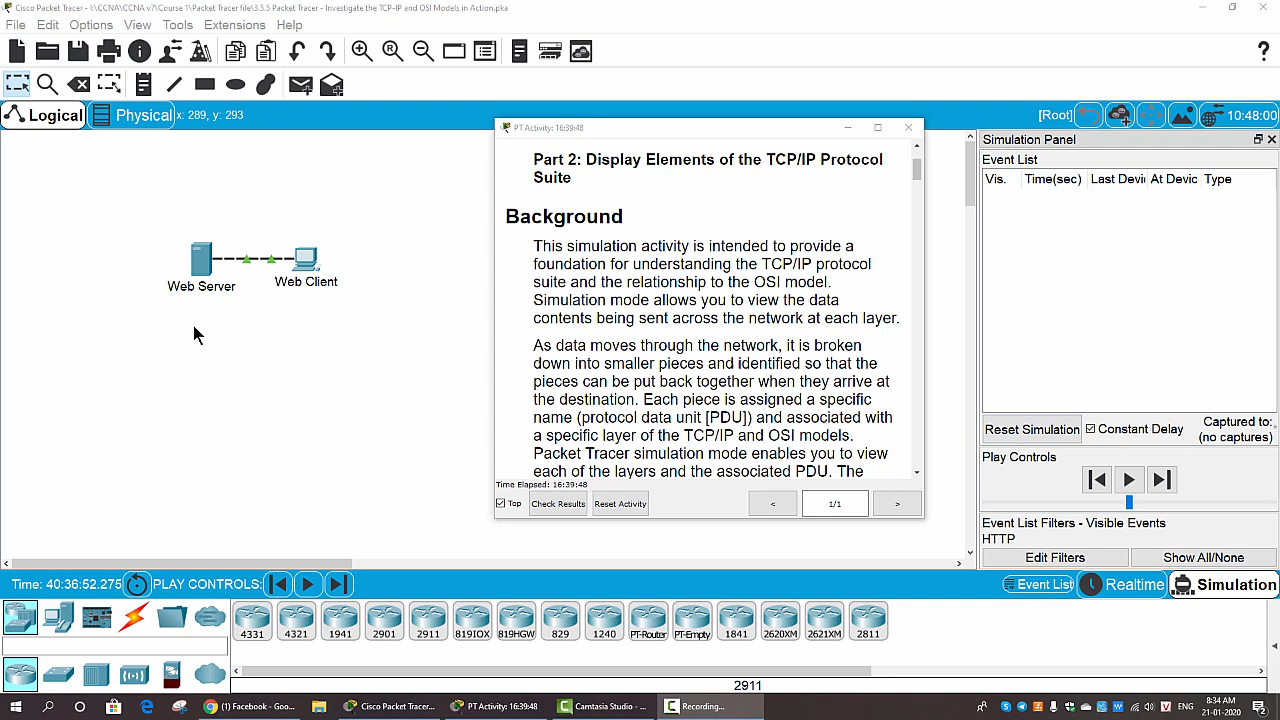 Cisco Packet Tracer - I:\CCNA\CCNA v7\Course 1\Packet Tracer file\3.5.5 Packet Tracer - Investigate the TCP-IP and OSI Models in Action.pka
File Edit Options View Tools Extensions Help
?
Logical Physical x: 289, y: 293
[Root] 10:48:00
PT Activity: 16:39:48
Part 2: Display Elements of the TCP/IP Protocol
Suite
Background
This simulation activity is intended to provide a
foundation for understanding the TCP/IP protocol
suite and the relationship to the OSI model.
Simulation mode allows you to view the data
contents being sent across the network at each layer.
As data moves through the network, it is broken
down into smaller pieces and identified so that the
pieces can be put back together when they arrive at
the destination. Each piece is assigned a specific
name (protocol data unit [PDU]) and associated with
a specific layer of the TCP/IP and OSI models.
Packet Tracer simulation mode enables you to view
each of the layers and the associated PDU. The
Time Elapsed: 16:39:48
Top Check Results Reset Activity < 1/1 >
Web Server
Web Client
Simulation Panel
Event List
Vis. Time(sec) Last Devic At Devic Type
Reset Simulation Constant Delay
Captured to:
(no captures)
Play Controls
Event List Filters - Visible Events
HTTP
Edit Filters Show All/None
Time: 40:36:52.275 PLAY CONTROLS:
Event List Realtime Simulation
4331 4321 1941 2901 2911 819IOX 819HGW 829 1240 PT-Router PT-Empty 1841 2620XM 2621XM 2811
2911
(1) Facebook - Goo... Cisco Packet Tracer... PT Activity: 16:39:48 Camtasia Studio - ... Recording...
8:34 AM
21-01-2020